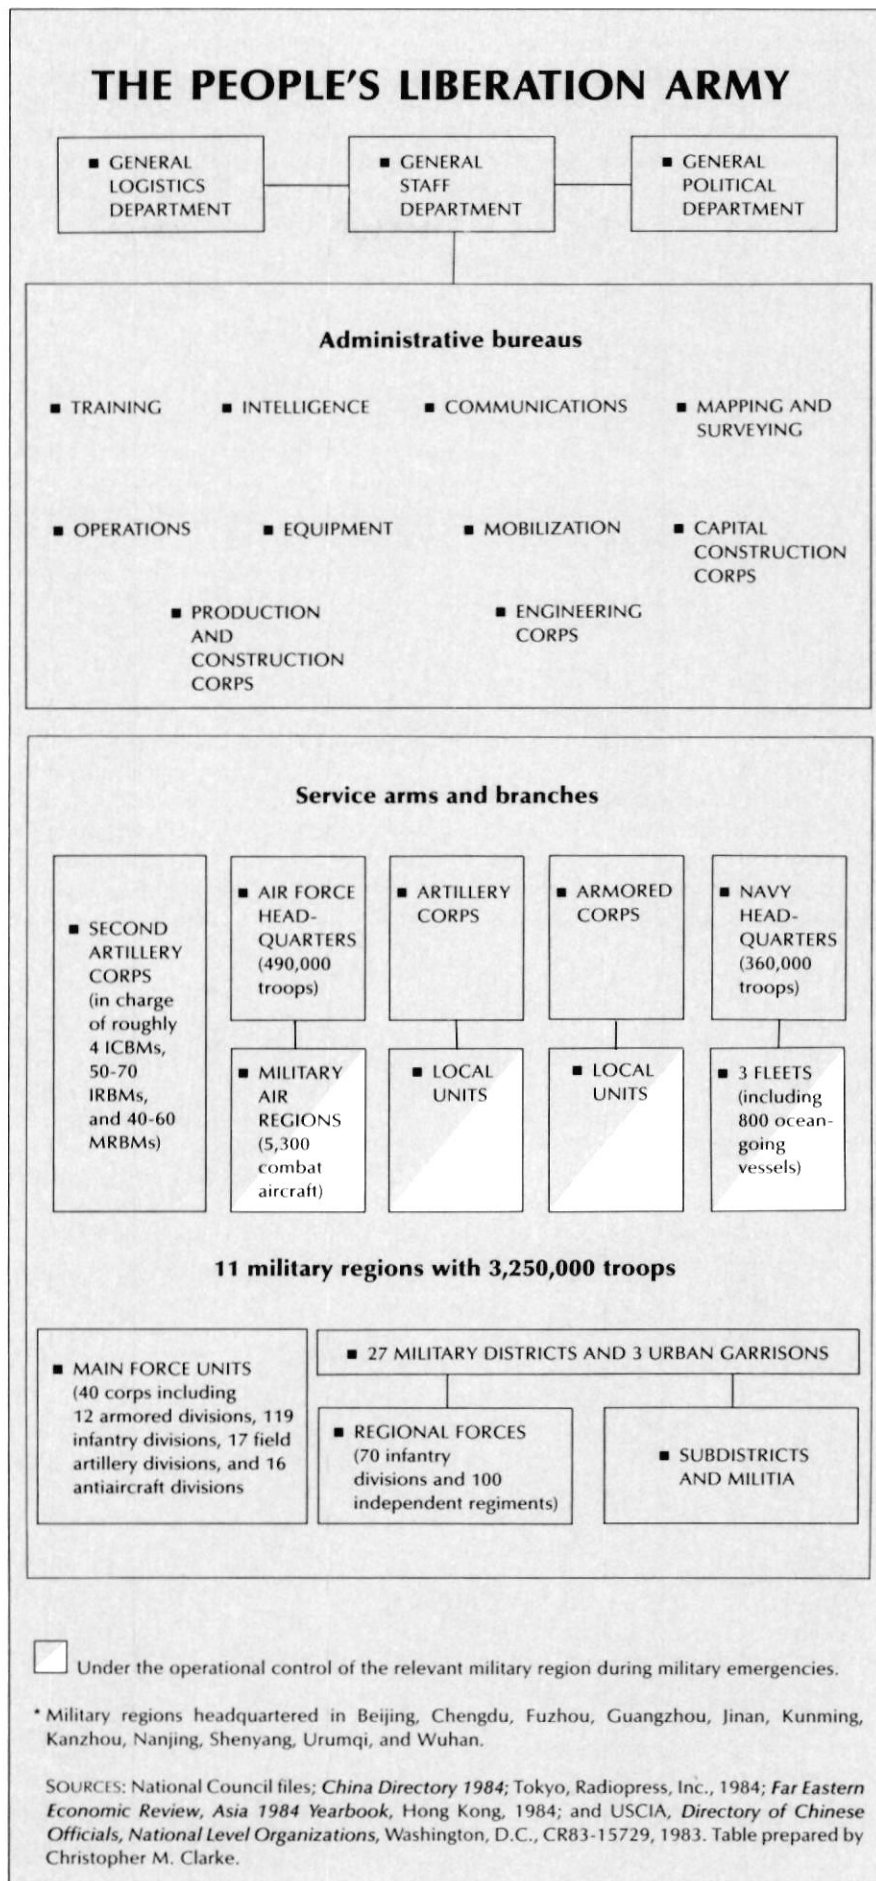 THE PEOPLE'S LIBERATION ARMY
■ GENERAL
LOGISTICS
DEPARTMENT
■ GENERAL
STAFF
DEPARTMENT
■ GENERAL
POLITICAL
DEPARTMENT
Administrative bureaus
■ TRAINING
■ INTELLIGENCE
■ COMMUNICATIONS
■ MAPPING AND
SURVEYING
■ OPERATIONS
■ EQUIPMENT
■ MOBILIZATION
■ CAPITAL
CONSTRUCTION
CORPS
■ PRODUCTION
AND
CONSTRUCTION
CORPS
■ ENGINEERING
CORPS
Service arms and branches
■ SECOND
ARTILLERY
CORPS
(in charge
of roughly
4 ICBMs,
50-70
IRBMs,
and 40-60
MRBMs)
■ AIR FORCE
HEAD-
QUARTERS
(490,000
troops)
■ ARTILLERY
CORPS
■ ARMORED
CORPS
■ NAVY
HEAD-
QUARTERS
(360,000
troops)
■ MILITARY
AIR
REGIONS
(5,300
combat
aircraft)
■ LOCAL
UNITS
■ LOCAL
UNITS
■ 3 FLEETS
(including
800 ocean-
going
vessels)
11 military regions with 3,250,000 troops
■ MAIN FORCE UNITS
(40 corps including
12 armored divisions, 119
infantry divisions, 17 field
artillery divisions, and 16
antiaircraft divisions
■ 27 MILITARY DISTRICTS AND 3 URBAN GARRISONS
■ REGIONAL FORCES
(70 infantry
divisions and 100
independent regiments)
■ SUBDISTRICTS
AND MILITIA
Under the operational control of the relevant military region during military emergencies.
* Military regions headquartered in Beijing, Chengdu, Fuzhou, Guangzhou, Jinan, Kunming,
Kanzhou, Nanjing, Shenyang, Urumqi, and Wuhan.
SOURCES: National Council files; China Directory 1984; Tokyo, Radiopress, Inc., 1984; Far Eastern
Economic Review, Asia 1984 Yearbook, Hong Kong, 1984; and USCIA, Directory of Chinese
Officials, National Level Organizations, Washington, D.C., CR83-15729, 1983. Table prepared by
Christopher M. Clarke.